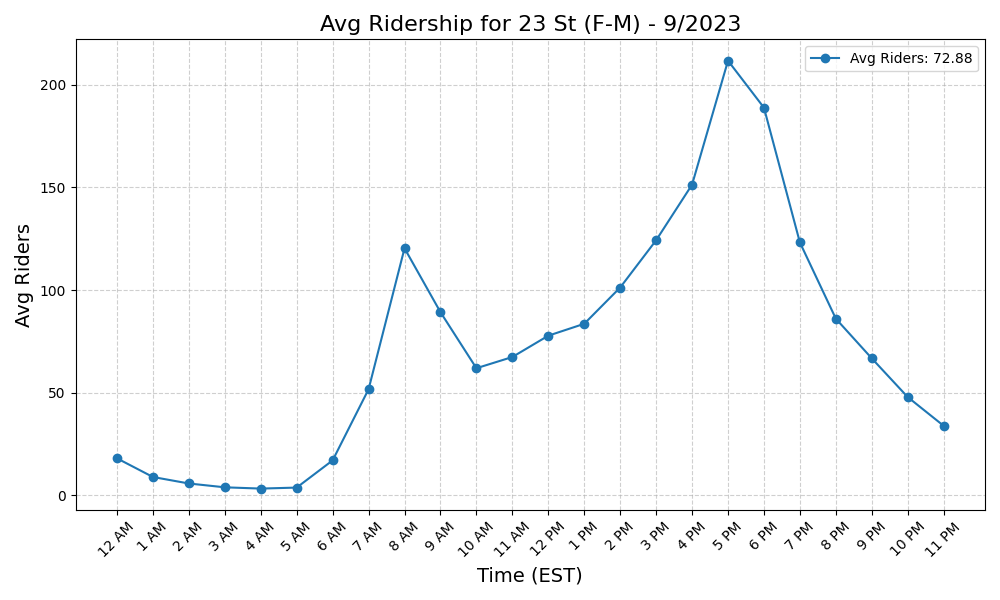 Avg Ridership for 23 St (F-M) - 9/2023
Avg Riders: 72.88
Avg Riders
200
150
100
50
0
12 AM
1 AM
2 AM
3 AM
4 AM
5 AM
6 AM
7 AM
8 AM
9 AM
10 AM
11 AM
12 PM
1 PM
2 PM
3 PM
4 PM
5 PM
6 PM
7 PM
8 PM
9 PM
10 PM
11 PM
Time (EST)